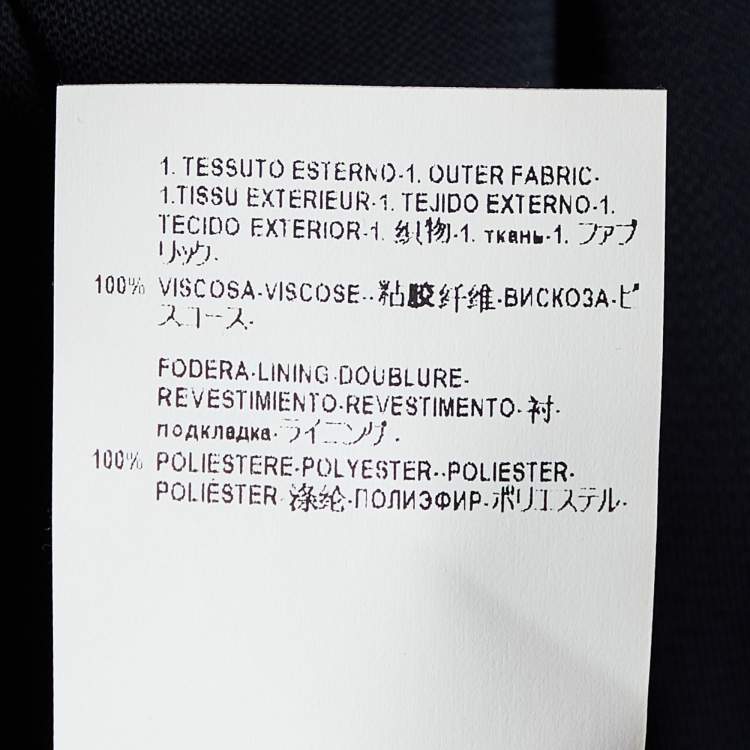 1. TESSUTO ESTERNO-1. OUTER FABRIC-
1.TISSU EXTERIEUR-1. TEJIDO EXTERNO-1.
TECIDO EXTERIOR-1. 织物-1. ткань-1. ファブ
リック-
100% VISCOSA-VISCOSE--粘胶纤维-ВИСКОЗА-ビ
スコース-
FODERA-LINING-DOUBLURE-
REVESTIMIENTO-REVESTIMENTO-衬-
подкладка-ライニング-
100% POLIESTERE-POLYESTER--POLIESTER-
POLIÉSTER-涤纶-ПОЛИЭФИР-ポリエステル-